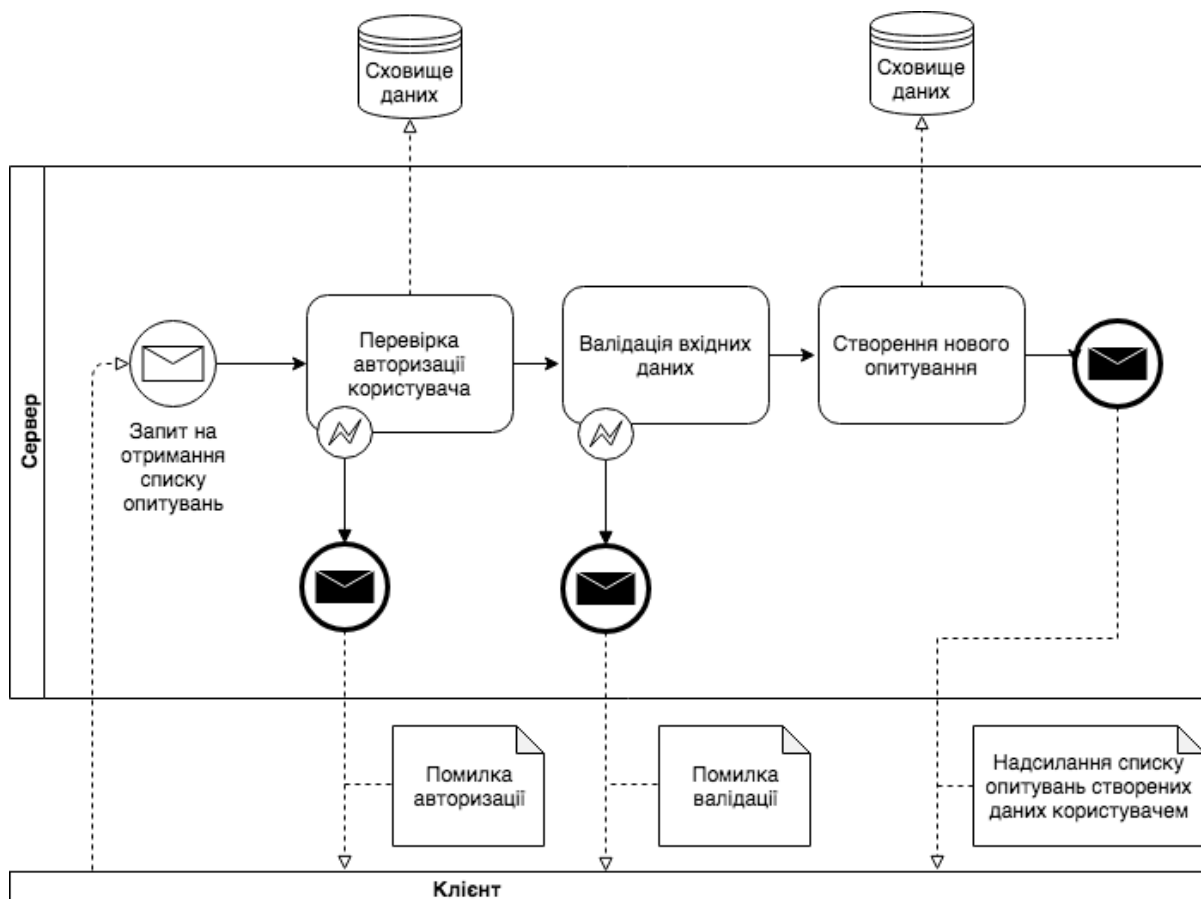 Сховище
даних
Сховище
даних
Сервер
Запит на
отримання
списку
опитувань
Перевірка
авторизації
користувача
Валідація вхідних
даних
Створення нового
опитування
Помилка
авторизації
Помилка
валідації
Надсилання списку
опитувань створених
даних користувачем
Клієнт